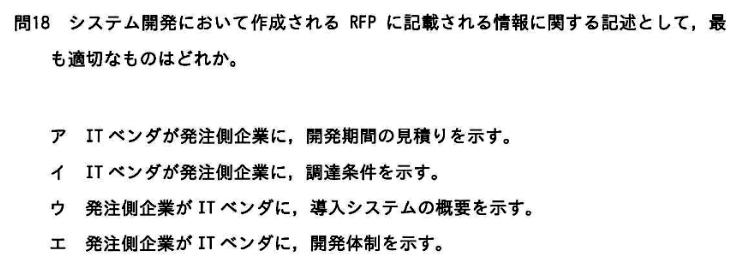 問18 システム開発において作成される RFP に記載される情報に関する記述として，最
も適切なものはどれか。
ア IT ベンダが発注側企業に，開発期間の見積りを示す。
イ IT ベンダが発注側企業に，調達条件を示す。
ウ 発注側企業が IT ベンダに，導入システムの概要を示す。
エ 発注側企業が IT ベンダに，開発体制を示す。